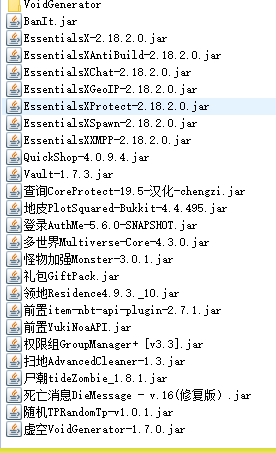 VoidGenerator
BanIt.jar
EssentialsX-2.18.2.0.jar
EssentialsXAntiBuild-2.18.2.0.jar
EssentialsXChat-2.18.2.0.jar
EssentialsXGeoIP-2.18.2.0.jar
EssentialsXProtect-2.18.2.0.jar
EssentialsXSpawn-2.18.2.0.jar
EssentialsXXMPP-2.18.2.0.jar
QuickShop-4.0.9.4.jar
Vault-1.7.3.jar
查询CoreProtect-19.5-汉化-chengzi.jar
地皮PlotSquared-Bukkit-4.4.495.jar
登录AuthMe-5.6.0-SNAPSHOT.jar
多世界Multiverse-Core-4.3.0.jar
怪物加强Monster-3.0.1.jar
礼包GiftPack.jar
领地Residence4.9.3._10.jar
前置item-nbt-api-plugin-2.7.1.jar
前置YukiNoaAPI.jar
权限组GroupManager+ [v3.3].jar
扫地AdvancedCleaner-1.3.jar
尸潮tideZombie_1.8.1.jar
死亡消息DieMessage - v.16(修复版）.jar
随机TPRandomTp-v1.0.1.jar
虚空VoidGenerator-1.7.0.jar